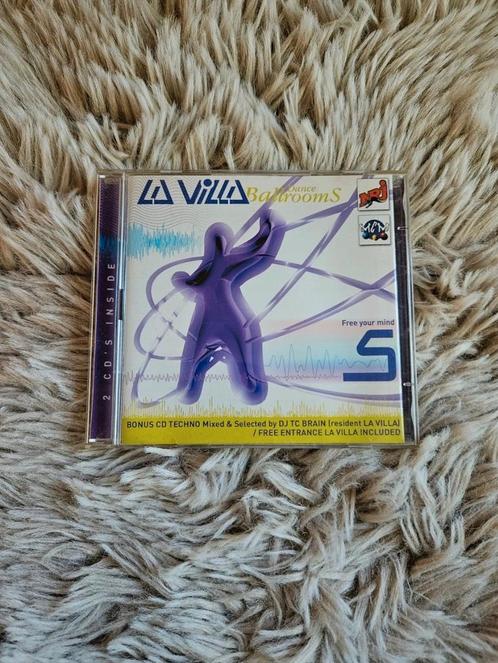 LA ViLLA
Dance
BallroomS
NRJ
MCM
2 CD'S INSIDE
Free your mind
5
BONUS CD TECHNO Mixed & Selected by DJ TC BRAIN (resident LA VILLA)
/ FREE ENTRANCE LA VILLA INCLUDED